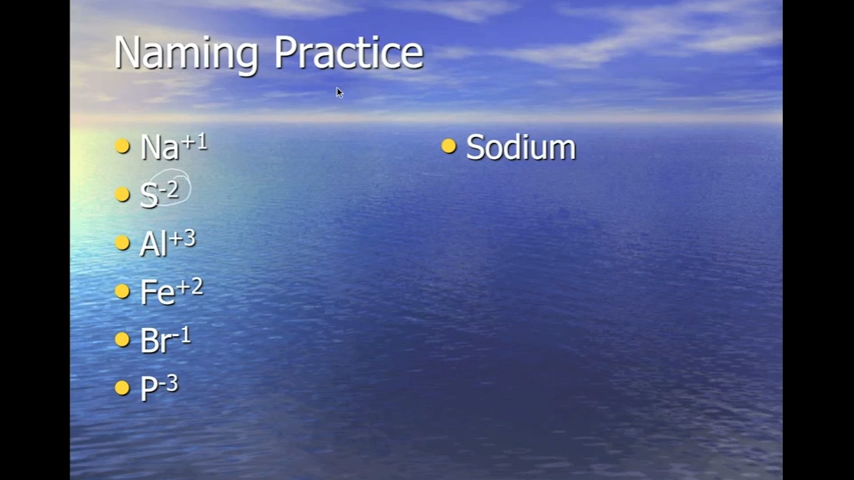 Naming Practice
Na+1
S-2
Al+3
Fe+2
Br-1
P-3
Sodium